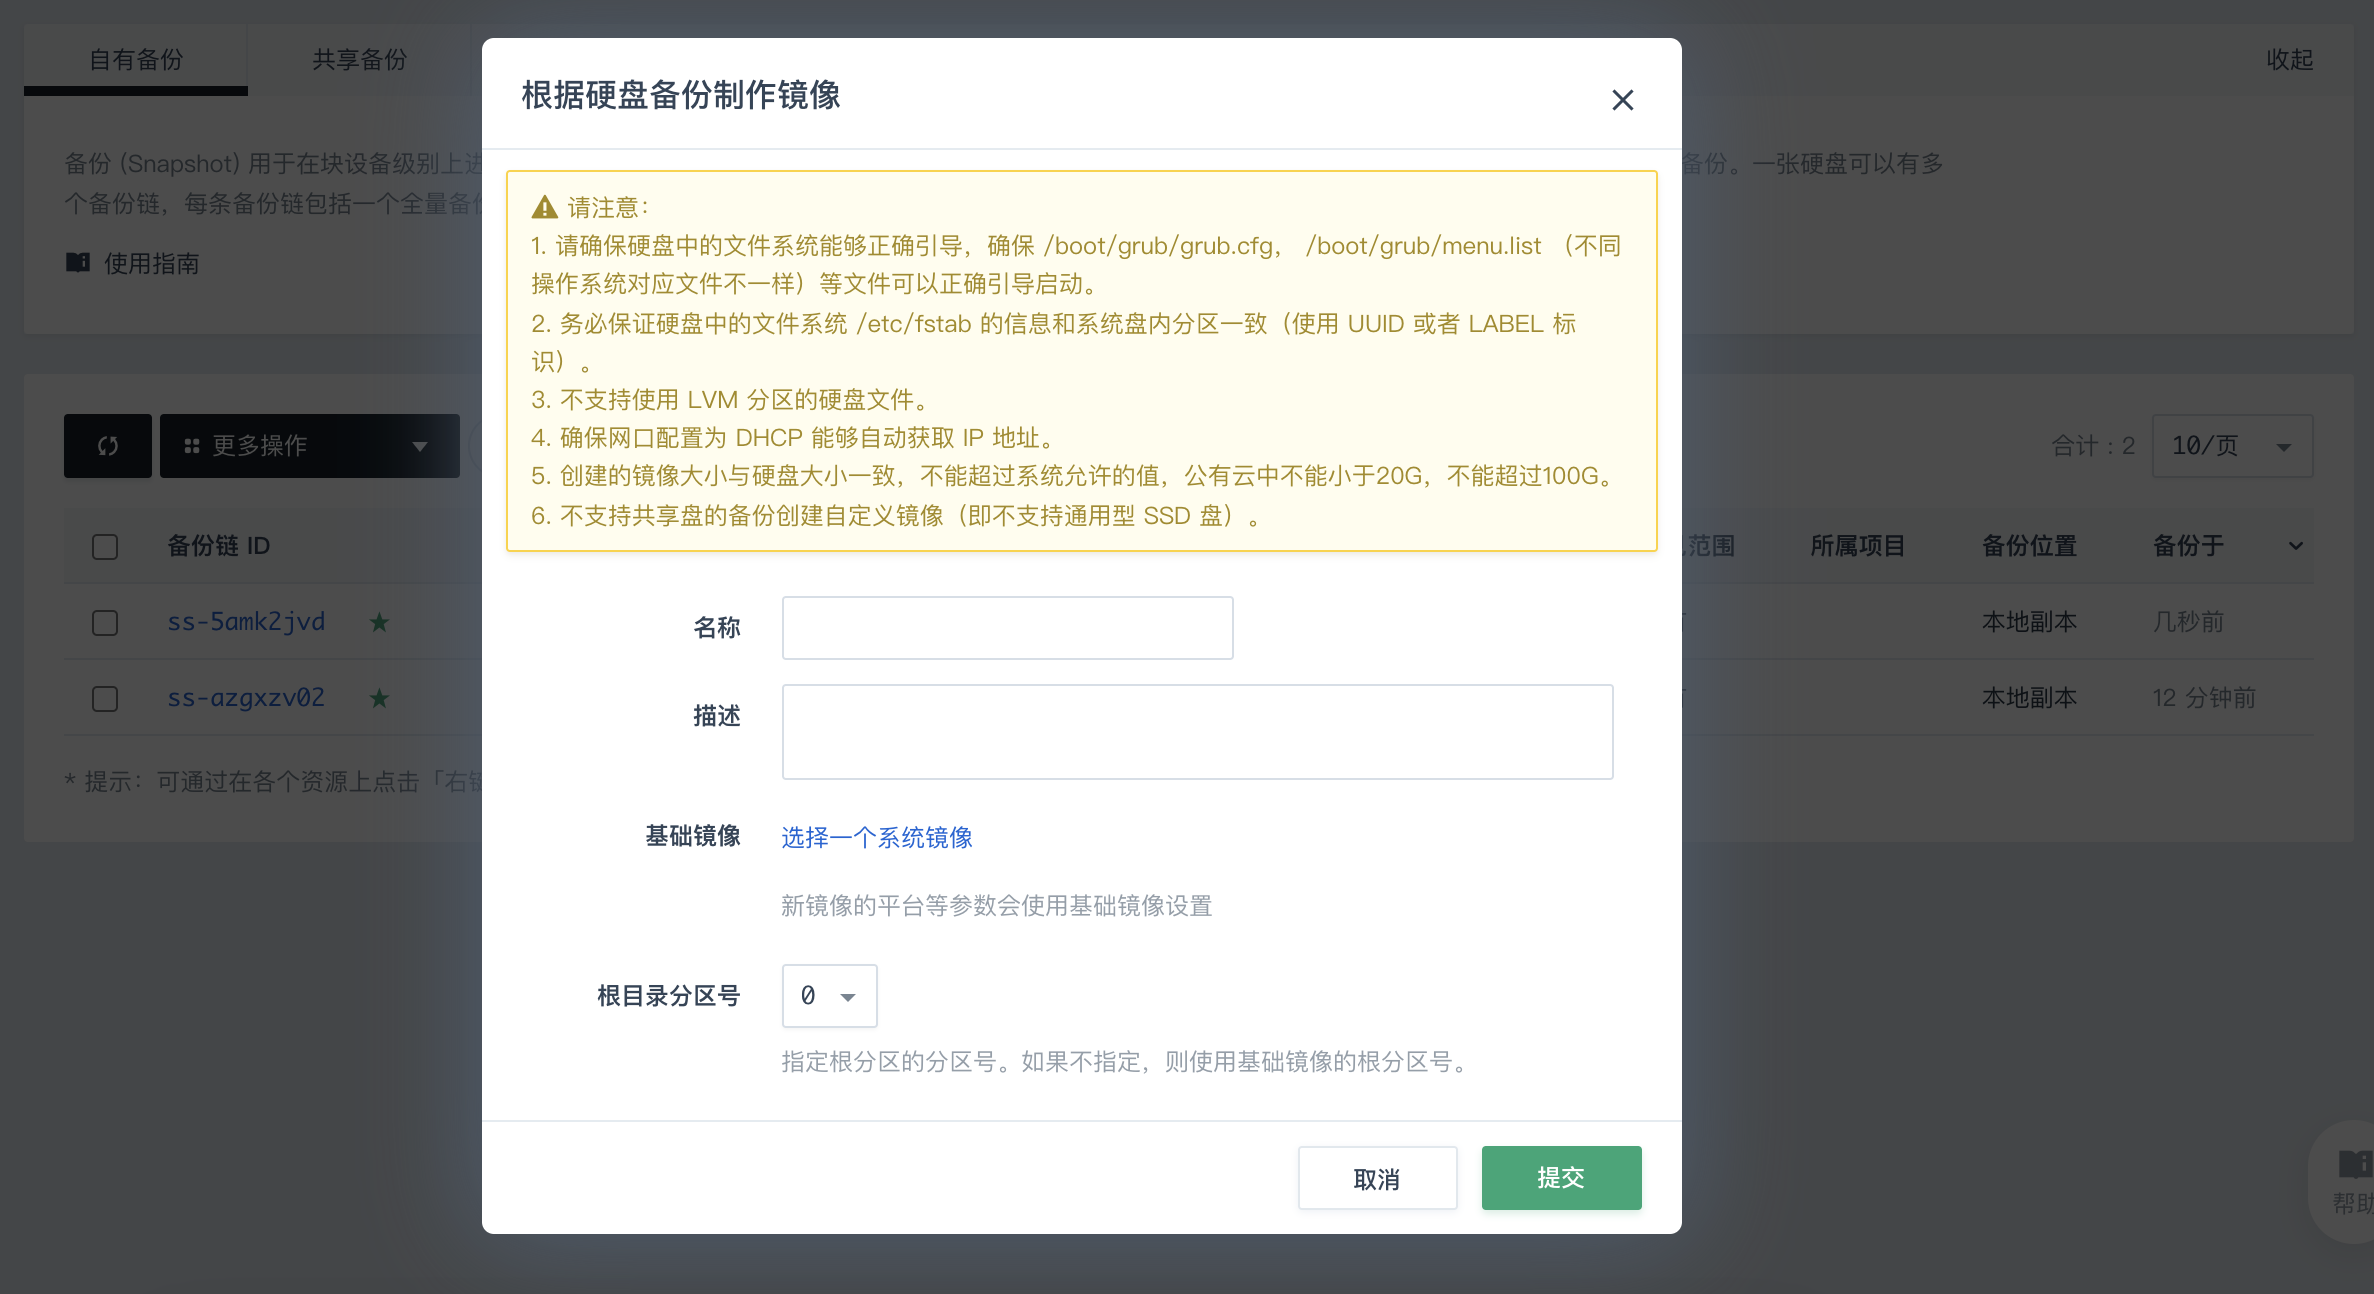 自有备份
共享备份
收起
根据硬盘备份制作镜像
备份 (Snapshot) 用于在块设备级别上进
备份。一张硬盘可以有多
个备份链，每条备份链包括一个全量备份
使用指南
请注意：
1. 请确保硬盘中的文件系统能够正确引导，确保 /boot/grub/grub.cfg， /boot/grub/menu.list （不同
操作系统对应文件不一样）等文件可以正确引导启动。
2. 务必保证硬盘中的文件系统 /etc/fstab 的信息和系统盘内分区一致（使用 UUID 或者 LABEL 标
识）。
3. 不支持使用 LVM 分区的硬盘文件。
4. 确保网口配置为 DHCP 能够自动获取 IP 地址。
5. 创建的镜像大小与硬盘大小一致，不能超过系统允许的值，公有云中不能小于20G，不能超过100G。
6. 不支持共享盘的备份创建自定义镜像（即不支持通用型 SSD 盘）。
更多操作
合计：2
10/页
备份链 ID
范围
所属项目
备份位置
备份于
ss-5amk2jvd
本地副本
几秒前
ss-azgxzv02
本地副本
12 分钟前
* 提示：可通过在各个资源上点击「右键
名称
描述
基础镜像
选择一个系统镜像
新镜像的平台等参数会使用基础镜像设置
根目录分区号
0
指定根分区的分区号。如果不指定，则使用基础镜像的根分区号。
取消
提交
帮助